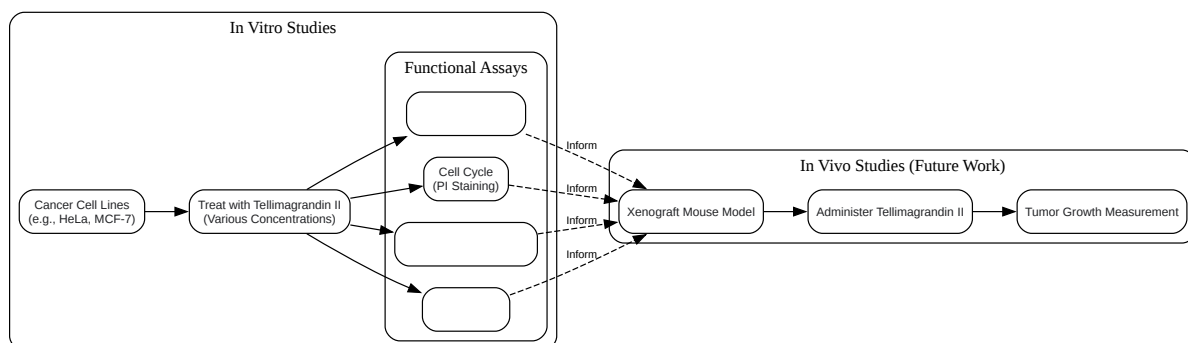 In Vitro Studies
Functional Assays
Cancer Cell Lines
(e.g., HeLa, MCF-7)
Treat with Tellimagrandin II
(Various Concentrations)
Cell Cycle
(PI Staining)
Inform
Inform
Inform
Inform
In Vivo Studies (Future Work)
Xenograft Mouse Model
Administer Tellimagrandin II
Tumor Growth Measurement